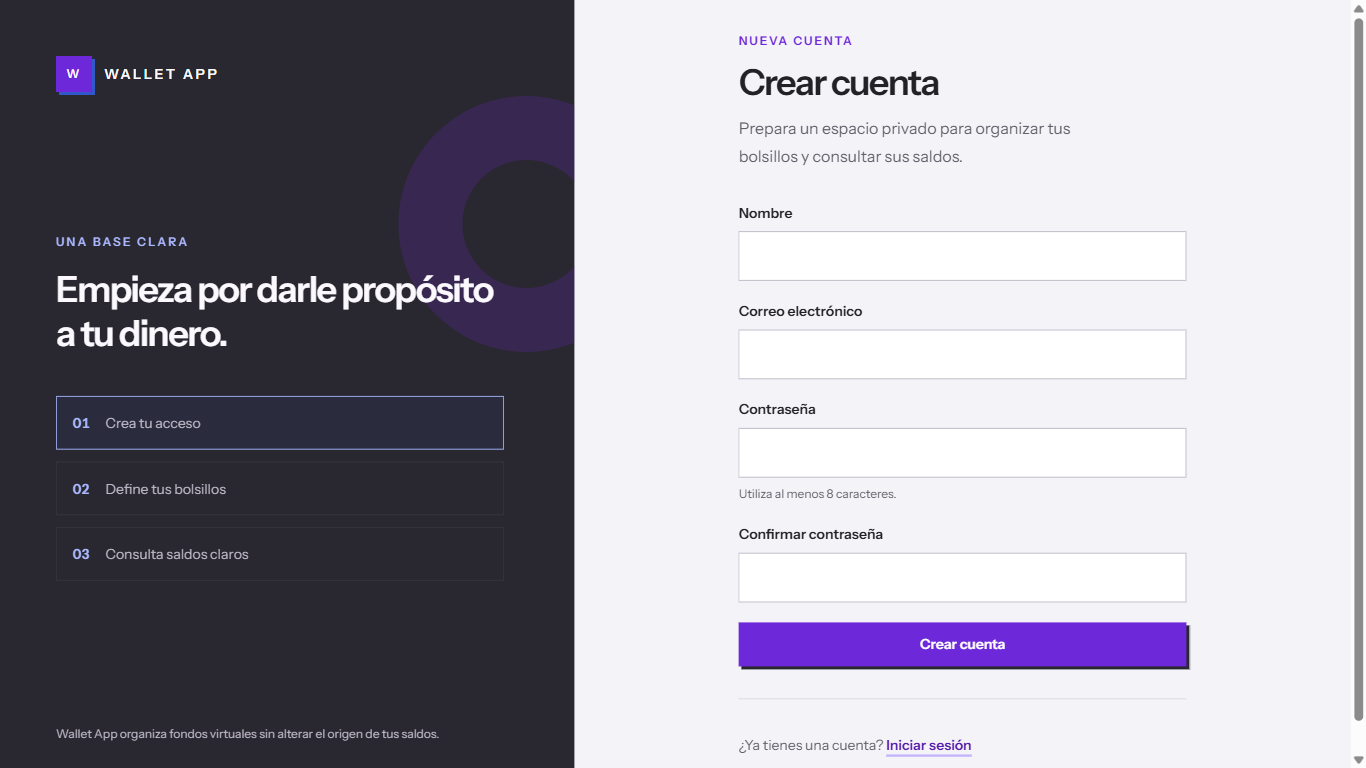 W
WALLET APP
UNA BASE CLARA
Empieza por darle propósito
a tu dinero.
01 Crea tu acceso
02 Define tus bolsillos
03 Consulta saldos claros
Wallet App organiza fondos virtuales sin alterar el origen de tus saldos.
NUEVA CUENTA
Crear cuenta
Prepara un espacio privado para organizar tus
bolsillos y consultar sus saldos.
Nombre
Correo electrónico
Contraseña
Utiliza al menos 8 caracteres.
Confirmar contraseña
Crear cuenta
¿Ya tienes una cuenta? Iniciar sesión